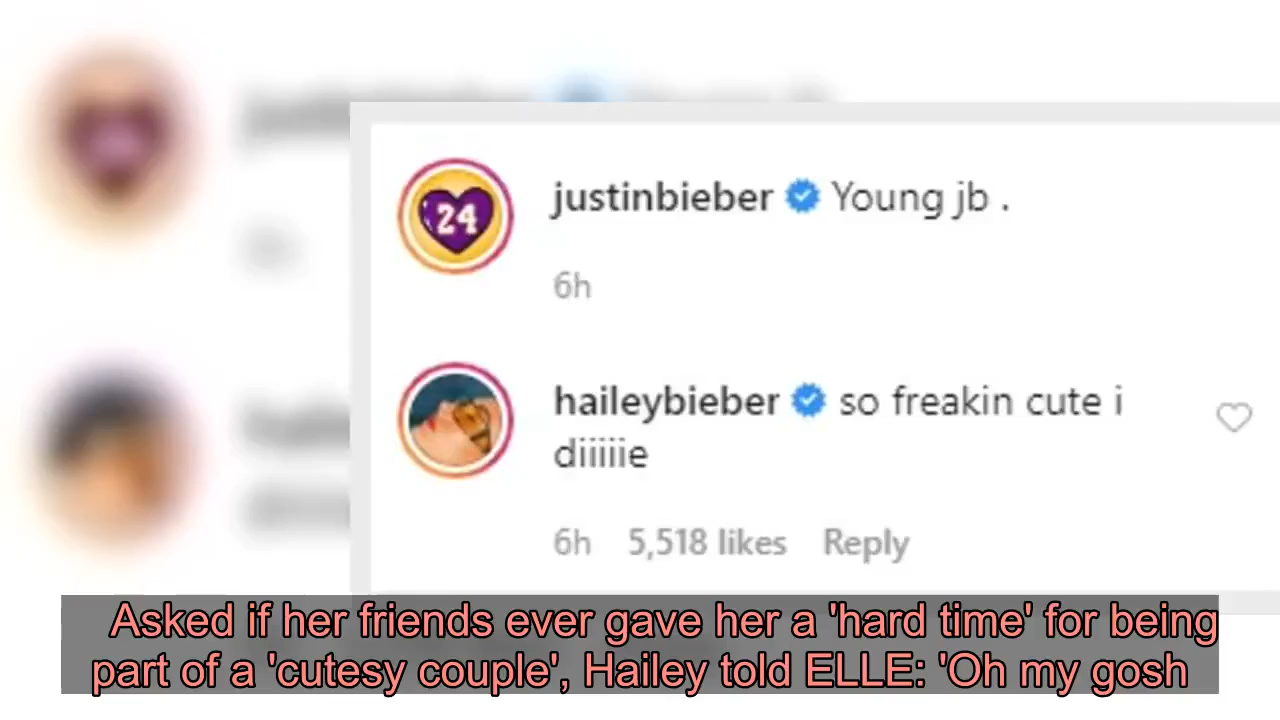 justinbieber Young jb .
24
6h
haileybieber so freakin cute i
diiiiie
6h 5,518 likes Reply
Asked if her friends ever gave her a 'hard time' for being
part of a 'cutesy couple', Hailey told ELLE: 'Oh my gosh